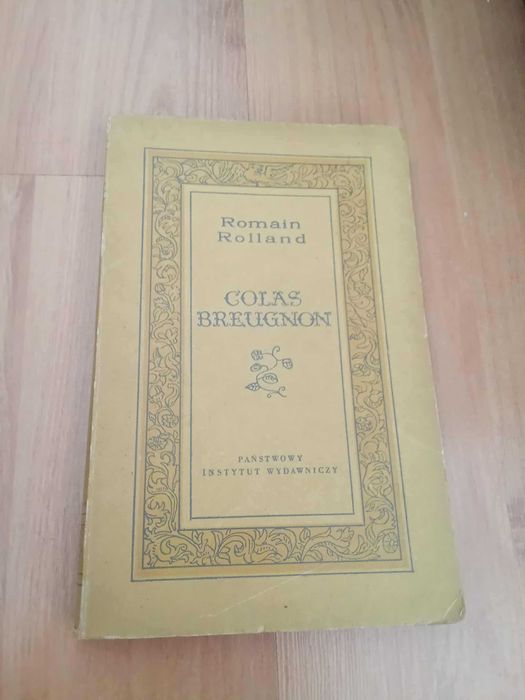 Romain
Rolland
COLAS
BREUGNON
PAŃSTWOWY
INSTYTUT WYDAWNICZY